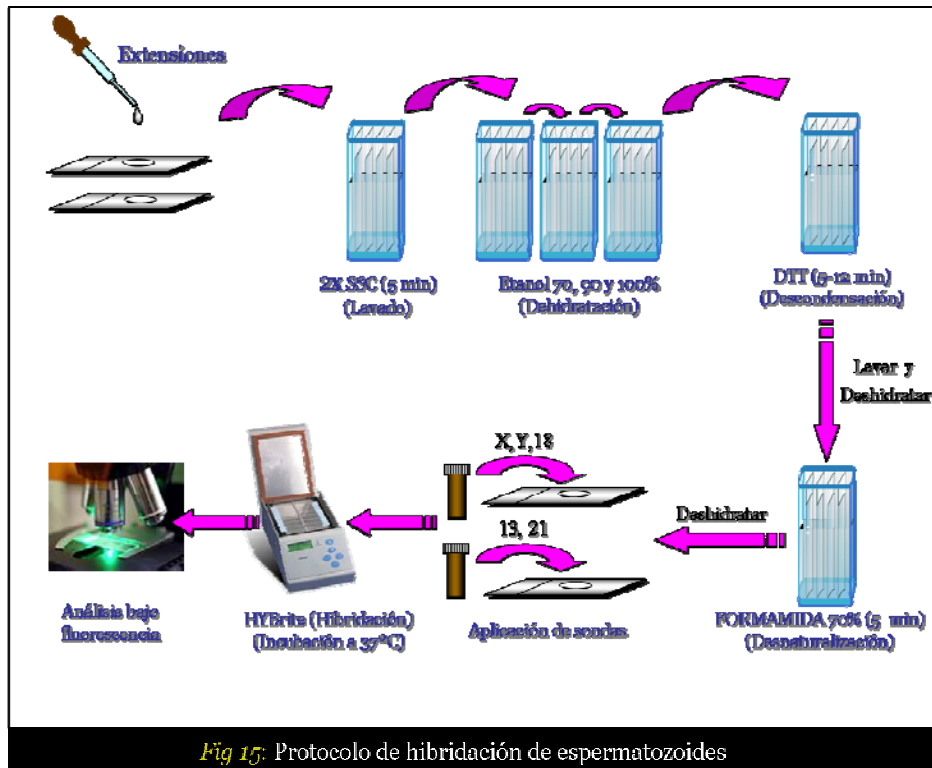 Extensiones
2X SSC (5 min)
(Lavado)
Etanol 70, 90 y 100%
(Dehidratación)
DTT (5-12 min)
(Descondensación)
Lavar y
Deshidratar
FORMAMIDA 70% (5 min)
(Desnaturalización)
Deshidratar
X, Y, 18
13, 21
Aplicación de sondas
HYBrite (Hibridación)
(Incubación a 37ºC)
Análisis bajo
fluorescencia
Fig 15: Protocolo de hibridación de espermatozoides